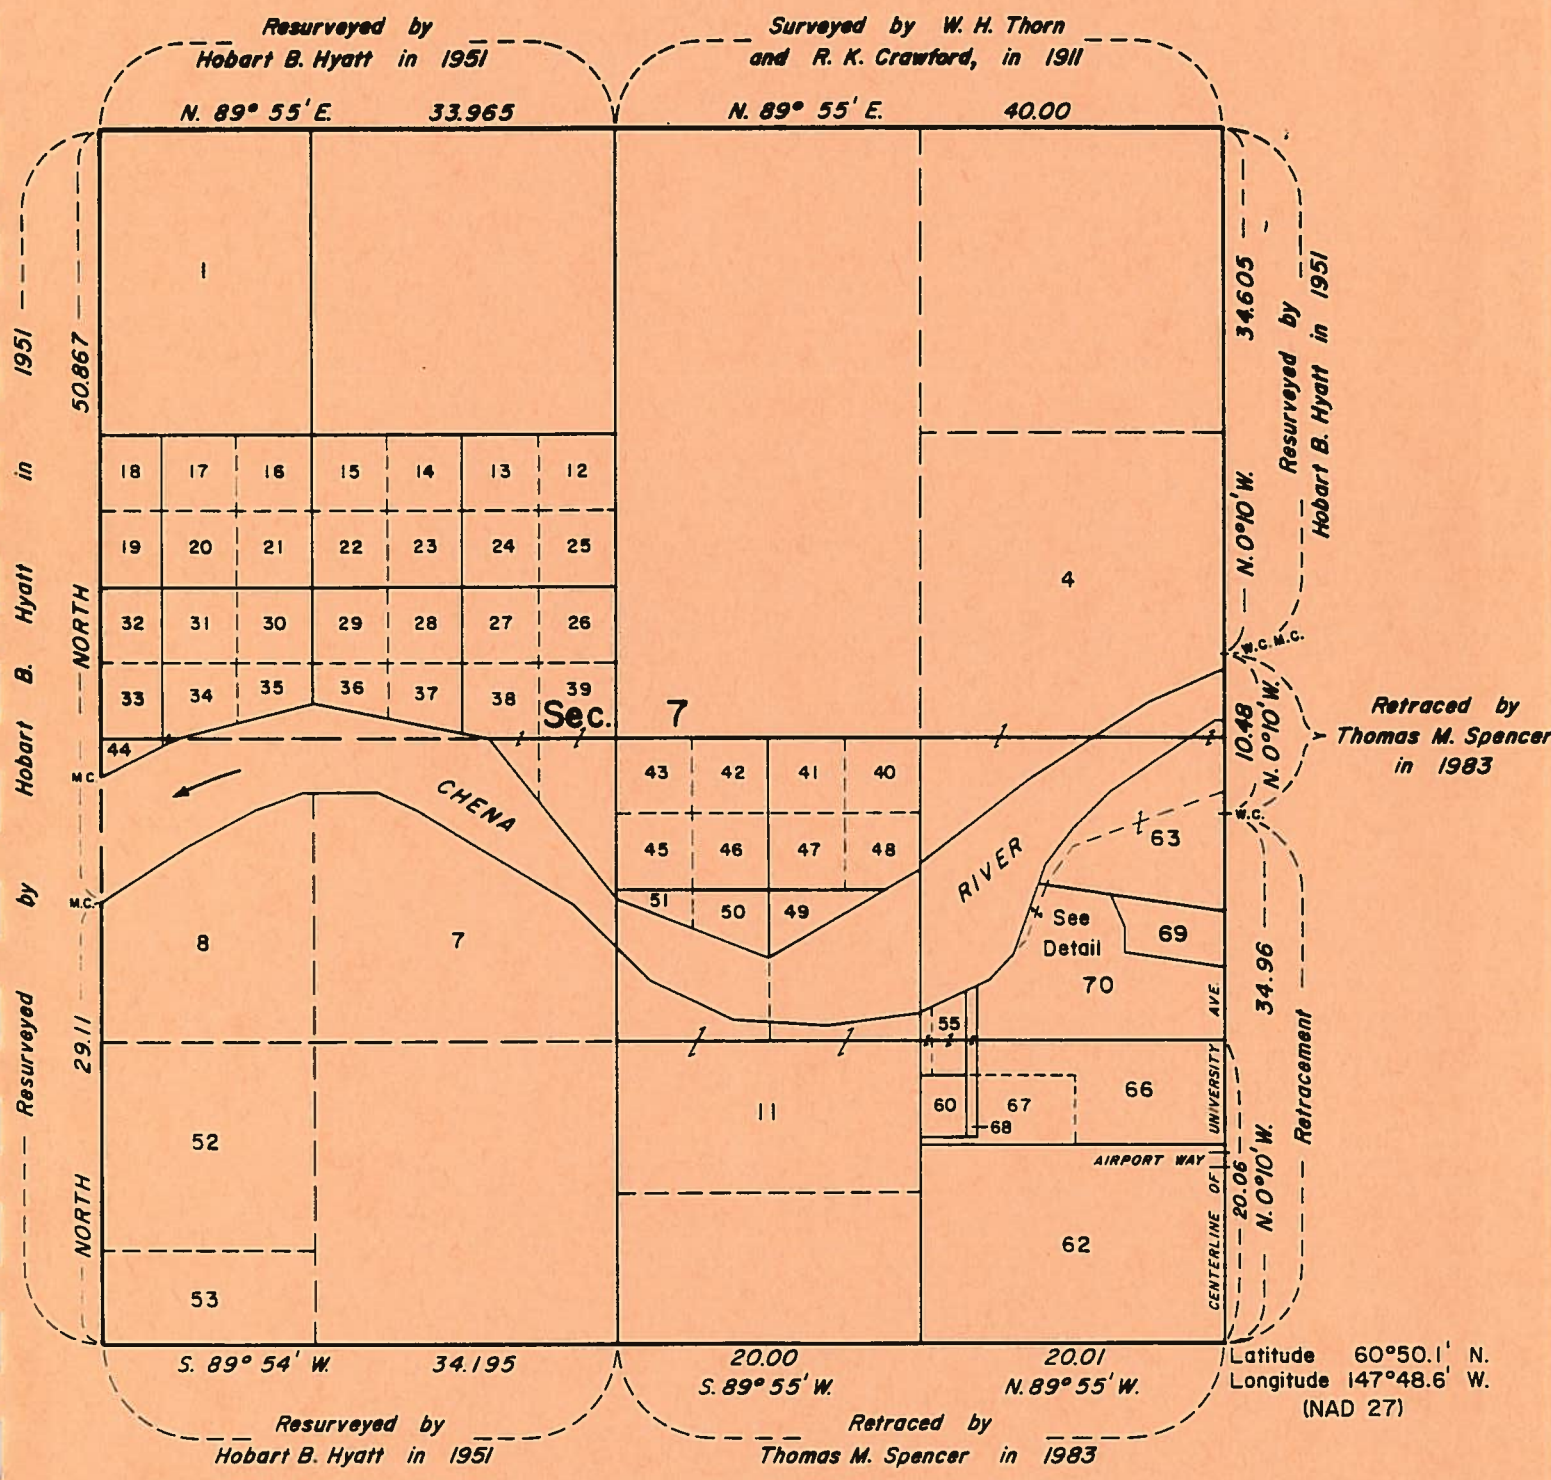 Resurveyed by
Hobart B. Hyatt in 1951
Surveyed by W. H. Thorn
and R. K. Crawford, in 1911
N. 89° 55' E. 33.965
N. 89° 55' E. 40.00
Resurveyed by Hobart B. Hyatt in 1951
NORTH 50.867
NORTH 29.11
34.605
N. 0°10' W.
Resurveyed by
Hobart B. Hyatt in 1951
1
18 17 16 15 14 13 12
19 20 21 22 23 24 25
4
32 31 30 29 28 27 26
W.C.M.C.
33 34 35 36 37 38 39
Sec. 7
44
M.C.
10.48
N. 0°10' W.
Retraced by
Thomas M. Spencer
in 1983
43 42 41 40
CHENA
RIVER
W.C.
63
45 46 47 48
M.C.
51 50 49
See
Detail
69
8 7
70
34.96
Retracement
55
CENTERLINE OF UNIVERSITY AVE.
66
60 67
68
11
52
AIRPORT WAY
20.06
N. 0°10' W.
62
53
S. 89° 54' W. 34.195
20.00
S. 89° 55' W.
20.01
N. 89° 55' W.
Latitude 60°50.1' N.
Longitude 147°48.6' W.
(NAD 27)
Resurveyed by
Hobart B. Hyatt in 1951
Retraced by
Thomas M. Spencer in 1983